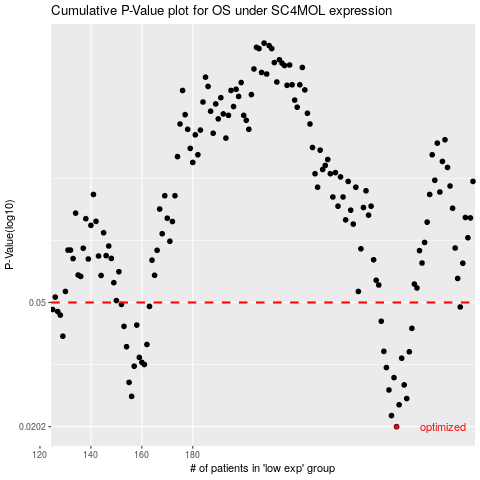 Cumulative P-Value plot for OS under SC4MOL expression
P-Value(log10)
0.05
0.0202
optimized
120 140 160 180
# of patients in 'low exp' group